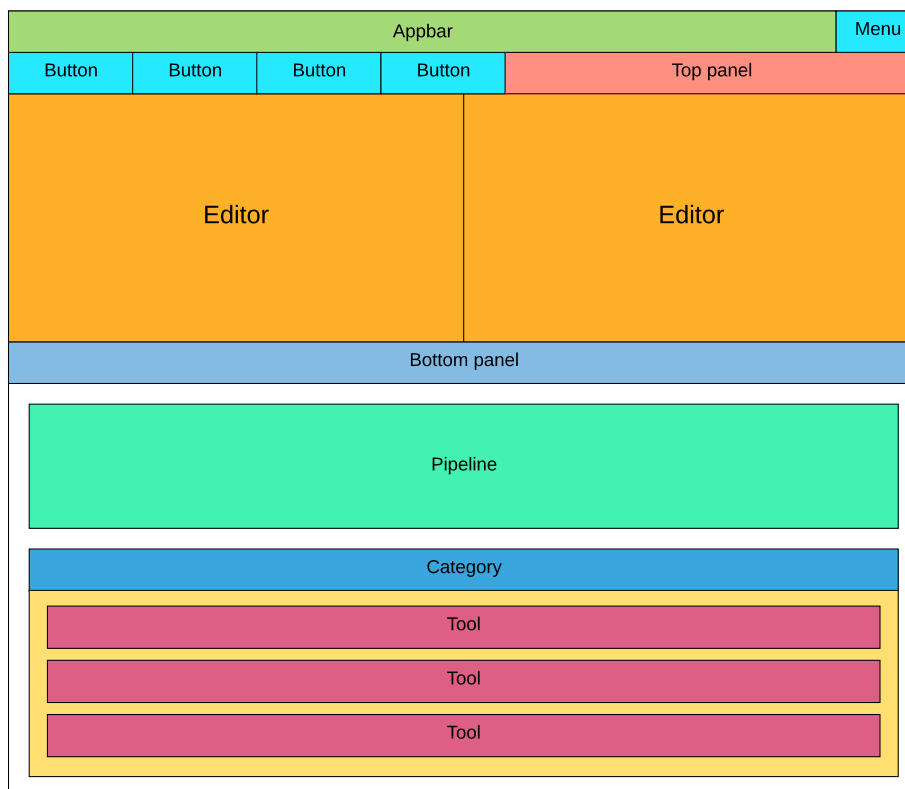 Appbar
Menu
Button
Button
Button
Button
Top panel
Editor
Editor
Bottom panel
Pipeline
Category
Tool
Tool
Tool